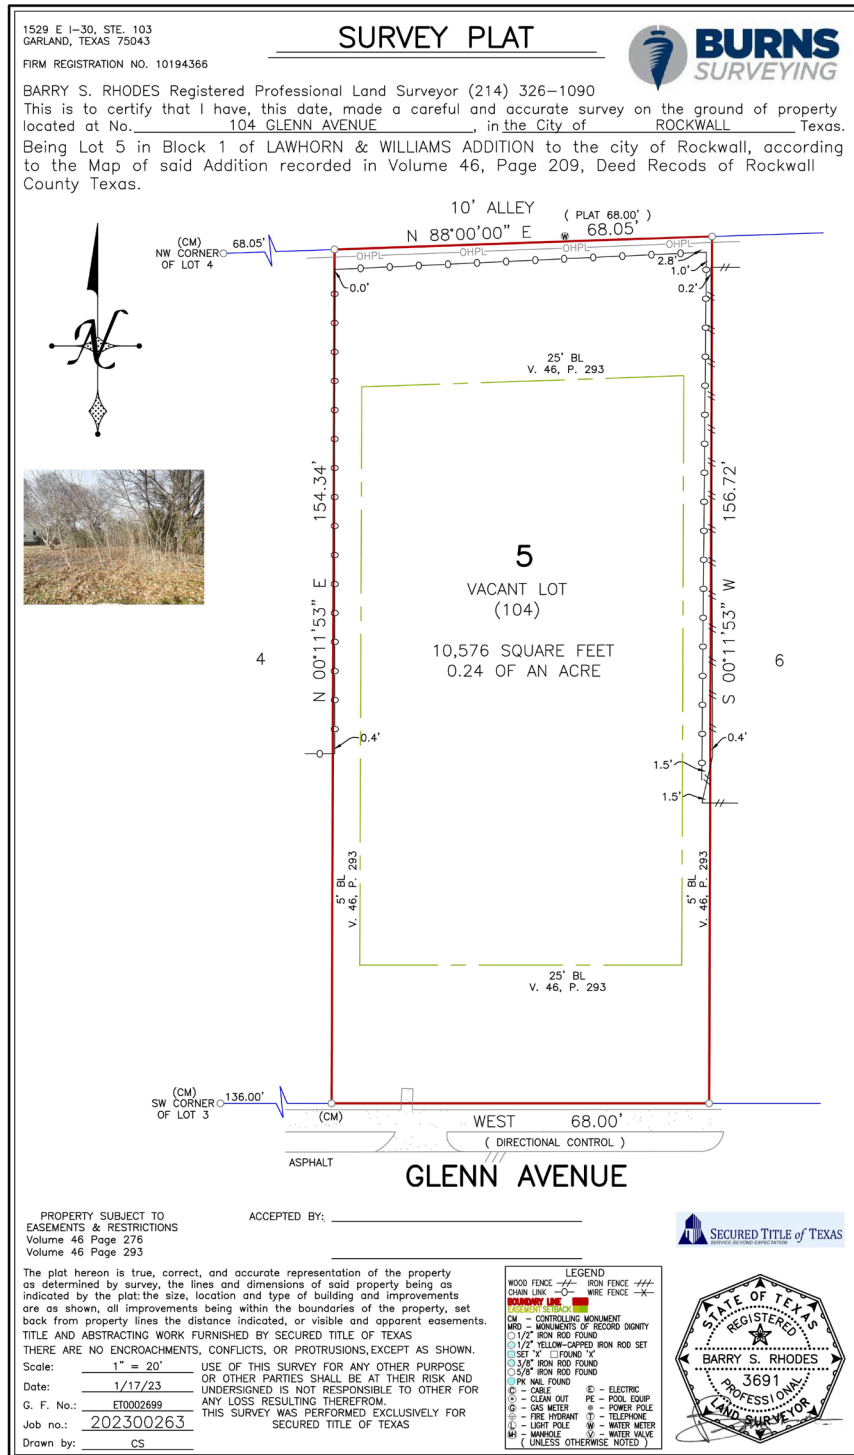 1529 E I-30, STE. 103
GARLAND, TEXAS 75043
FIRM REGISTRATION NO. 10194366
SURVEY PLAT
BURNS
SURVEYING
BARRY S. RHODES Registered Professional Land Surveyor (214) 326-1090
This is to certify that I have, this date, made a careful and accurate survey on the ground of property
located at No. 104 GLENN AVENUE , in the City of ROCKWALL Texas.
Being Lot 5 in Block 1 of LAWHORN & WILLIAMS ADDITION to the city of Rockwall, according
to the Map of said Addition recorded in Volume 46, Page 209, Deed Recods of Rockwall
County Texas.
10' ALLEY
( PLAT 68.00' )
N 88°00'00" E 68.05'
(CM)
NW CORNER
OF LOT 4
68.05'
W
OHPL OHPL OHPL OHPL
2.8'
1.0'
0.0'
0.2'
N
25' BL
V. 46, P. 293
N 00°11'53" E 154.34'
S 00°11'53" W 156.72'
5
VACANT LOT
(104)
10,576 SQUARE FEET
0.24 OF AN ACRE
4
6
0.4'
0.4'
1.5'
1.5'
5' BL
V. 46, P. 293
5' BL
V. 46, P. 293
25' BL
V. 46, P. 293
(CM)
SW CORNER
OF LOT 3
136.00'
(CM)
WEST 68.00'
( DIRECTIONAL CONTROL )
ASPHALT
GLENN AVENUE
PROPERTY SUBJECT TO
EASEMENTS & RESTRICTIONS
Volume 46 Page 276
Volume 46 Page 293
ACCEPTED BY:
SECURED TITLE of TEXAS
SERVICE BEYOND EXPECTATION
The plat hereon is true, correct, and accurate representation of the property
as determined by survey, the lines and dimensions of said property being as
indicated by the plat: the size, location and type of building and improvements
are as shown, all improvements being within the boundaries of the property, set
back from property lines the distance indicated, or visible and apparent easements.
TITLE AND ABSTRACTING WORK FURNISHED BY SECURED TITLE OF TEXAS
THERE ARE NO ENCROACHMENTS, CONFLICTS, OR PROTRUSIONS, EXCEPT AS SHOWN.
Scale: 1" = 20'
Date: 1/17/23
G. F. No.: ET0002699
Job no.: 202300263
Drawn by: CS
USE OF THIS SURVEY FOR ANY OTHER PURPOSE
OR OTHER PARTIES SHALL BE AT THEIR RISK AND
UNDERSIGNED IS NOT RESPONSIBLE TO OTHER FOR
ANY LOSS RESULTING THEREFROM.
THIS SURVEY WAS PERFORMED EXCLUSIVELY FOR
SECURED TITLE OF TEXAS
LEGEND
WOOD FENCE IRON FENCE
CHAIN LINK WIRE FENCE
BOUNDARY LINE
EASEMENT SETBACK
CM - CONTROLLING MONUMENT
MRD - MONUMENTS OF RECORD DIGNITY
1/2" IRON ROD FOUND
1/2" YELLOW-CAPPED IRON ROD SET
SET 'X' FOUND 'X'
3/8" IRON ROD FOUND
5/8" IRON ROD FOUND
PK NAIL FOUND
C - CABLE E - ELECTRIC
- CLEAN OUT PE - POOL EQUIP
G - GAS METER - POWER POLE
- FIRE HYDRANT T - TELEPHONE
L - LIGHT POLE W - WATER METER
MH - MANHOLE V - WATER VALVE
( UNLESS OTHERWISE NOTED )
STATE OF TEXAS
REGISTERED
BARRY S. RHODES
3691
PROFESSIONAL
LAND SURVEYOR